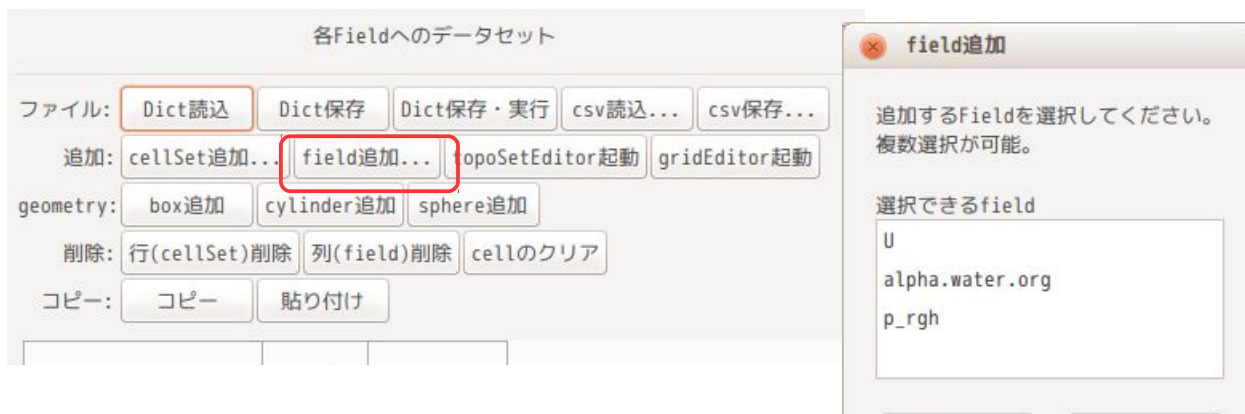 各Fieldへのデータセット
ファイル: Dict読込 Dict保存 Dict保存・実行 csv読込... csv保存...
追加: cellSet追加... field追加... topoSetEditor起動 gridEditor起動
geometry: box追加 cylinder追加 sphere追加
削除: 行(cellSet)削除 列(field)削除 cellのクリア
コピー: コピー 貼り付け
field追加
追加するFieldを選択してください。
複数選択が可能。
選択できるfield
U
alpha.water.org
p_rgh